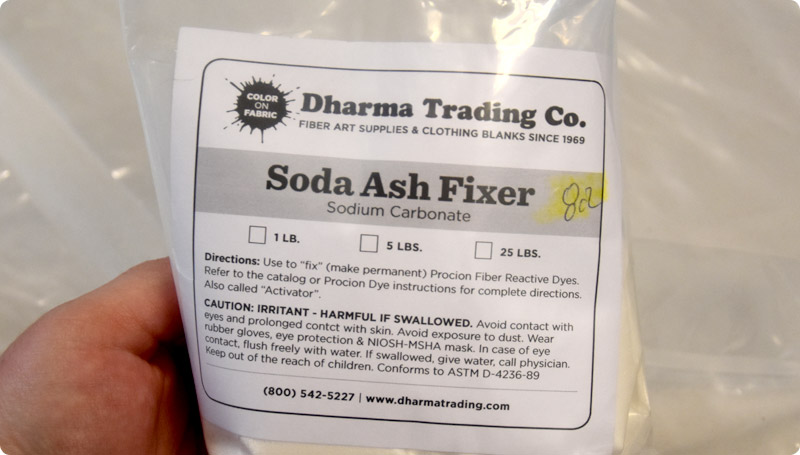 COLOR
ON
FABRIC
Dharma Trading Co.
FIBER ART SUPPLIES & CLOTHING BLANKS SINCE 1969
Soda Ash Fixer
Sodium Carbonate
1 LB.
5 LBS.
25 LBS.
Directions: Use to "fix" (make permanent) Procion Fiber Reactive Dyes.
Refer to the catalog or Procion Dye instructions for complete directions.
Also called "Activator".
CAUTION: IRRITANT - HARMFUL IF SWALLOWED. Avoid contact with
eyes and prolonged contct with skin. Avoid exposure to dust. Wear
rubber gloves, eye protection & NIOSH-MSHA mask. In case of eye
contact, flush freely with water. If swallowed, give water, call physician.
Keep out of the reach of children. Conforms to ASTM D-4236-89
(800) 542-5227 | www.dharmatrading.com